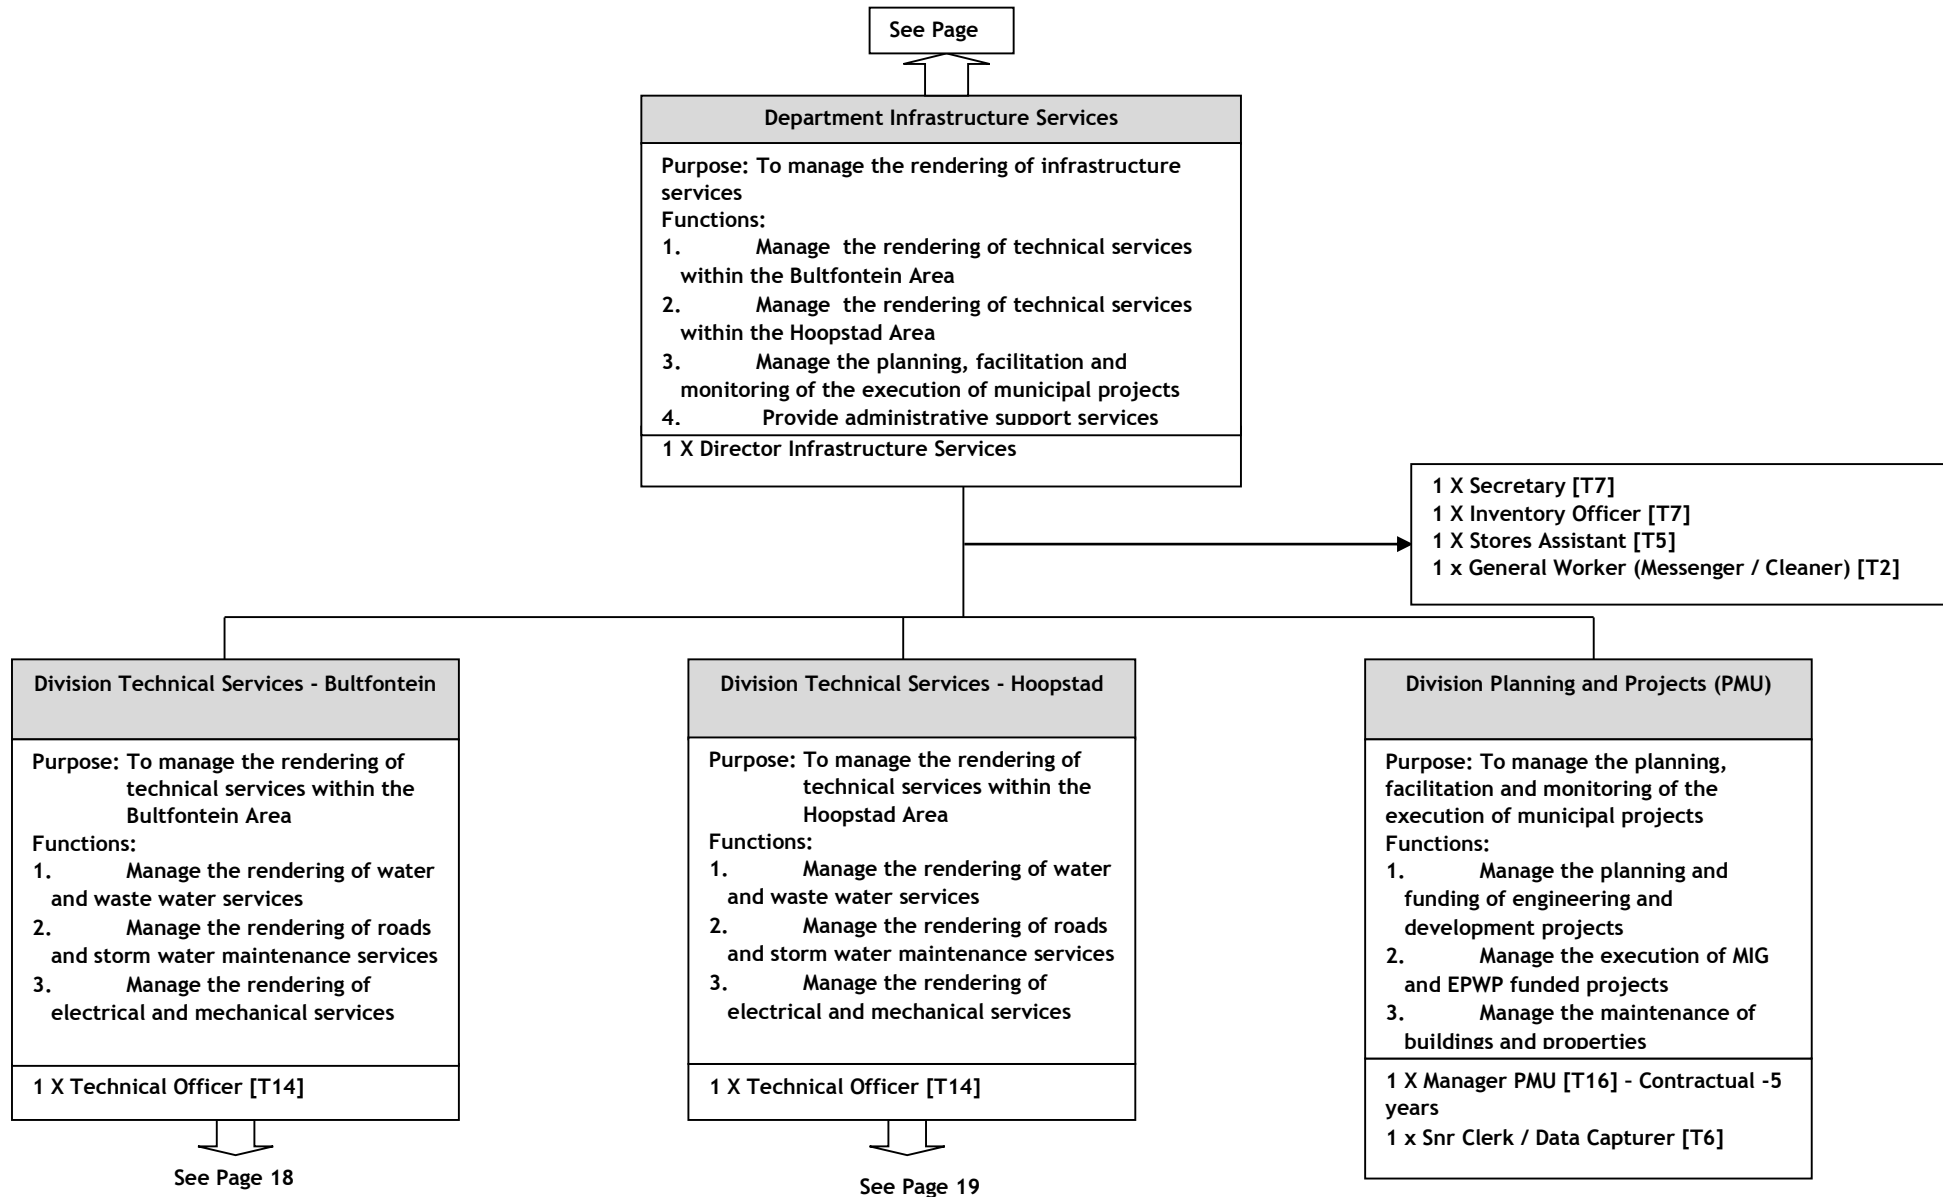 See Page
Department Infrastructure Services
Purpose: To manage the rendering of infrastructure
services
Functions:
1. Manage the rendering of technical services
within the Bultfontein Area
2. Manage the rendering of technical services
within the Hoopstad Area
3. Manage the planning, facilitation and
monitoring of the execution of municipal projects
4. Provide administrative support services
1 X Director Infrastructure Services
1 X Secretary [T7]
1 X Inventory Officer [T7]
1 X Stores Assistant [T5]
1 x General Worker (Messenger / Cleaner) [T2]
Division Technical Services - Bultfontein
Purpose: To manage the rendering of
technical services within the
Bultfontein Area
Functions:
1. Manage the rendering of water
and waste water services
2. Manage the rendering of roads
and storm water maintenance services
3. Manage the rendering of
electrical and mechanical services
1 X Technical Officer [T14]
See Page 18
Division Technical Services - Hoopstad
Purpose: To manage the rendering of
technical services within the
Hoopstad Area
Functions:
1. Manage the rendering of water
and waste water services
2. Manage the rendering of roads
and storm water maintenance services
3. Manage the rendering of
electrical and mechanical services
1 X Technical Officer [T14]
See Page 19
Division Planning and Projects (PMU)
Purpose: To manage the planning,
facilitation and monitoring of the
execution of municipal projects
Functions:
1. Manage the planning and
funding of engineering and
development projects
2. Manage the execution of MIG
and EPWP funded projects
3. Manage the maintenance of
buildings and properties
1 X Manager PMU [T16] – Contractual -5
years
1 x Snr Clerk / Data Capturer [T6]